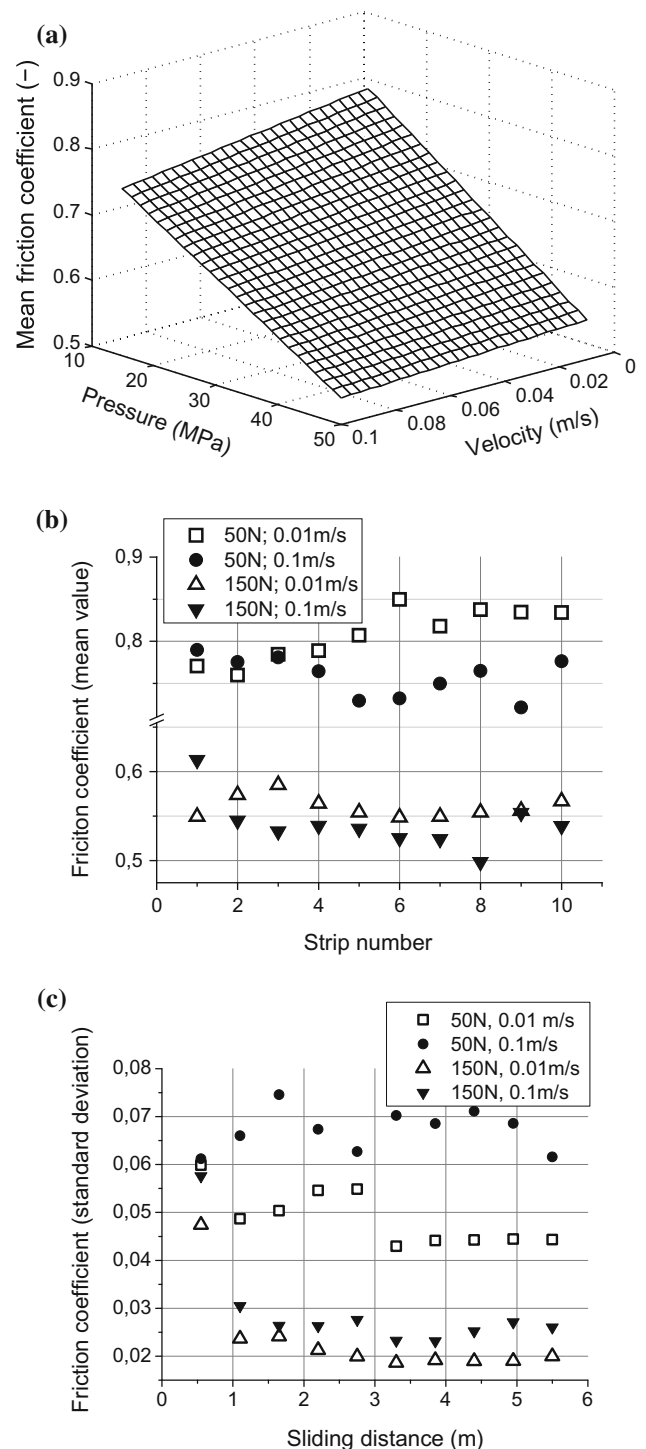 (a)
Mean friction coefficient (−)
0.9
0.8
0.7
0.6
0.5
10
20
30
40
50
Pressure (MPa)
0.1
0.08
0.06
0.04
0.02
0
Velocity (m/s)
(b)
50N; 0.01m/s
50N; 0.1m/s
150N; 0.01m/s
150N; 0.1m/s
Friciton coefficient (mean value)
0,9
0,8
0,6
0,5
0
2
4
6
8
10
Strip number
(c)
50N, 0.01 m/s
50N, 0.1m/s
150N, 0.01m/s
150N, 0.1m/s
Friction coefficient (standard deviation)
0,08
0,07
0,06
0,05
0,04
0,03
0,02
0
1
2
3
4
5
6
Sliding distance (m)